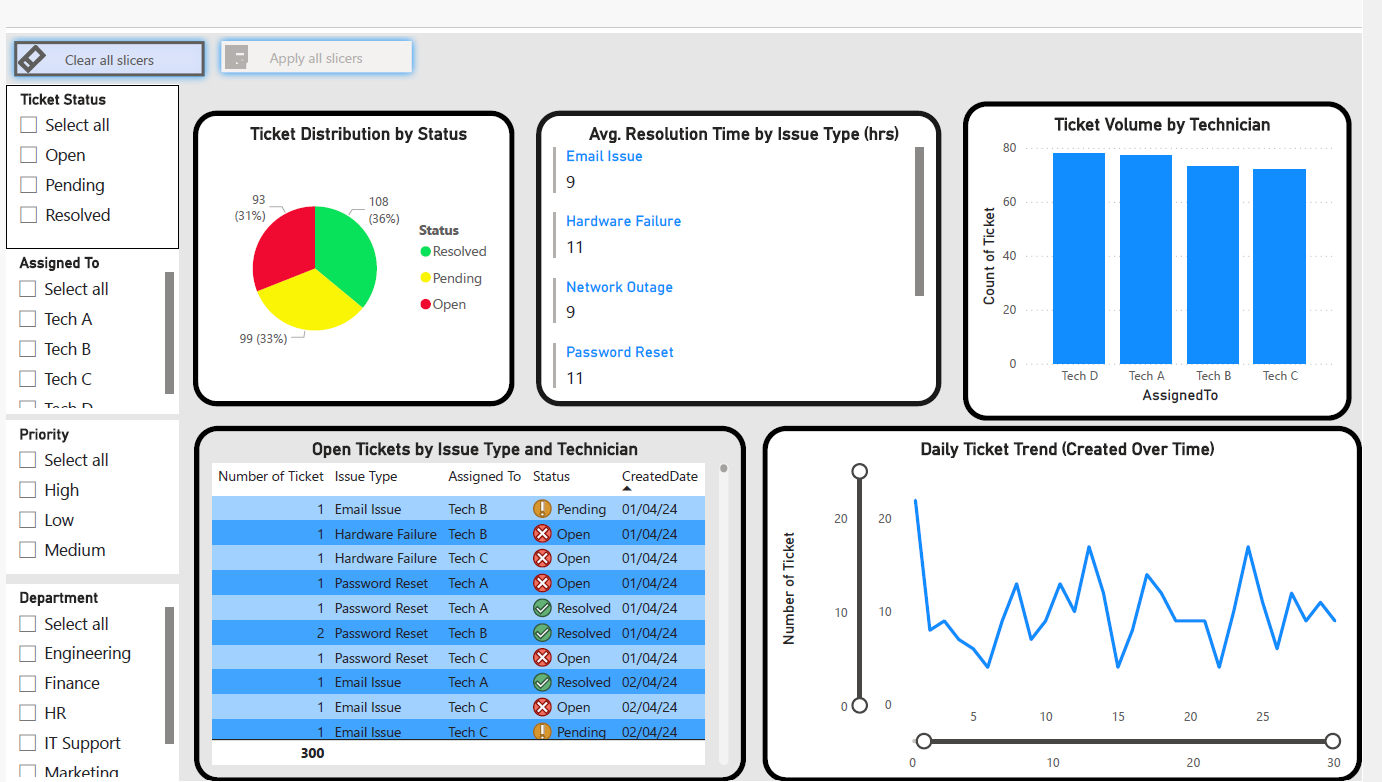 Clear all slicers
Apply all slicers
Ticket Status
Select all
Open
Pending
Resolved
Assigned To
Select all
Tech A
Tech B
Tech C
Tech D
Priority
Select all
High
Low
Medium
Department
Select all
Engineering
Finance
HR
IT Support
Marketing
Ticket Distribution by Status
93
(31%)
108
(36%)
99 (33%)
Status
Resolved
Pending
Open
Avg. Resolution Time by Issue Type (hrs)
Email Issue
9
Hardware Failure
11
Network Outage
9
Password Reset
11
Ticket Volume by Technician
Count of Ticket
80
60
40
20
0
Tech D Tech A Tech B Tech C
AssignedTo
Open Tickets by Issue Type and Technician
Number of Ticket Issue Type Assigned To Status CreatedDate
1 Email Issue Tech B Pending 01/04/24
1 Hardware Failure Tech B Open 01/04/24
1 Hardware Failure Tech C Open 01/04/24
1 Password Reset Tech A Open 01/04/24
1 Password Reset Tech A Resolved 01/04/24
2 Password Reset Tech B Resolved 01/04/24
1 Password Reset Tech C Open 01/04/24
1 Email Issue Tech A Resolved 02/04/24
1 Email Issue Tech C Open 02/04/24
1 Email Issue Tech C Pending 02/04/24
300
Daily Ticket Trend (Created Over Time)
Number of Ticket
20 20
10 10
0 0
5 10 15 20 25
0 10 20 30